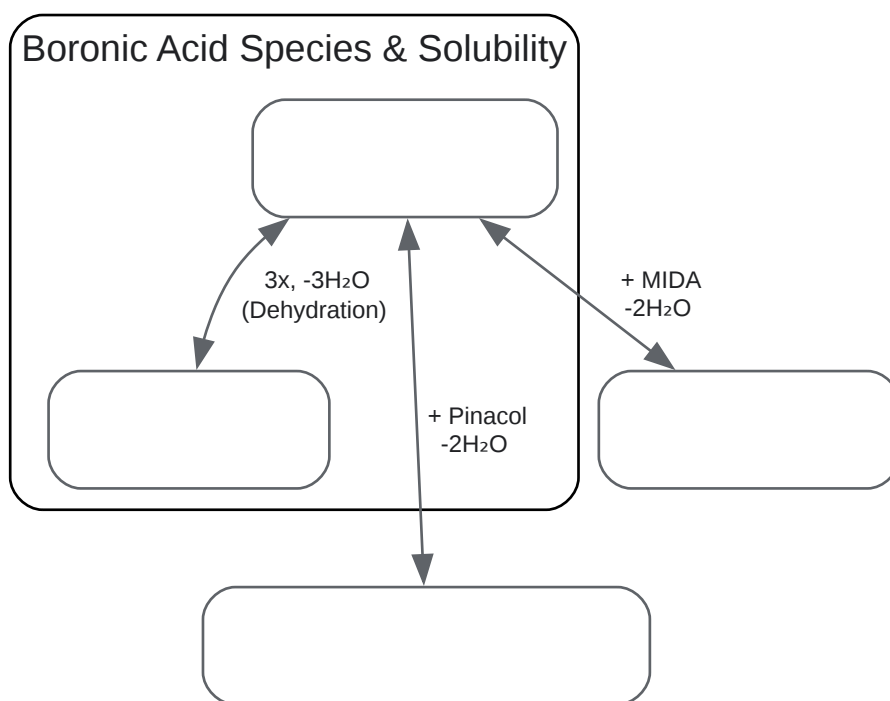 Boronic Acid Species & Solubility
3x, -3H₂O
(Dehydration)
+ MIDA
-2H₂O
+ Pinacol
-2H₂O